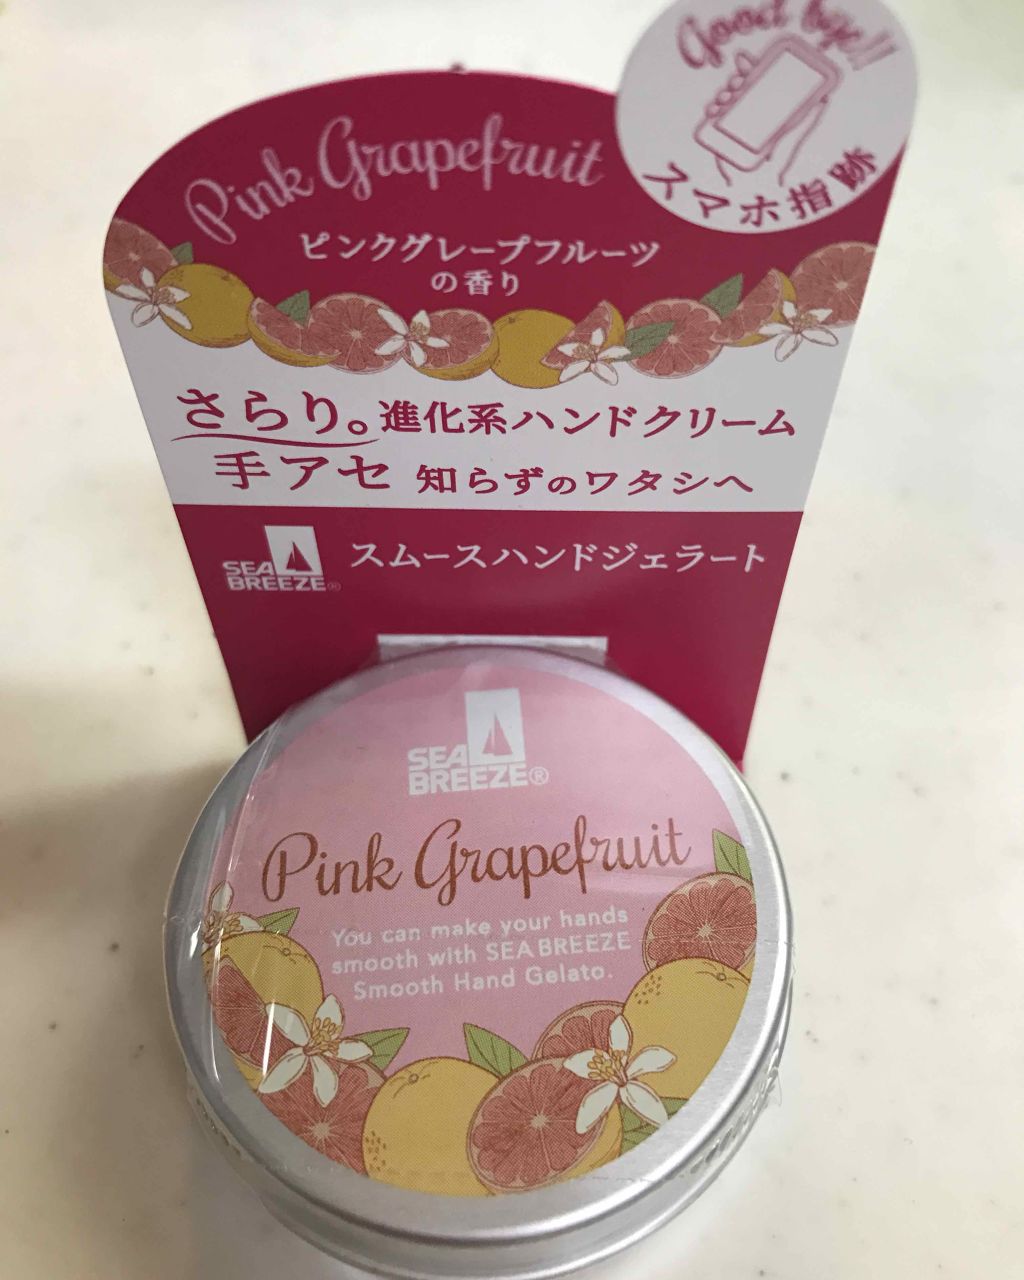 Good bye!!
スマホ指跡
Pink Grapefruit
ピンクグレープフルーツ
の香り
さらり。進化系ハンドクリーム
手アセ 知らずのワタシへ
SEA
BREEZE®
スムースハンドジェラート
SEA
BREEZE®
Pink Grapefruit
You can make your hands
smooth with SEA BREEZE
Smooth Hand Gelato.